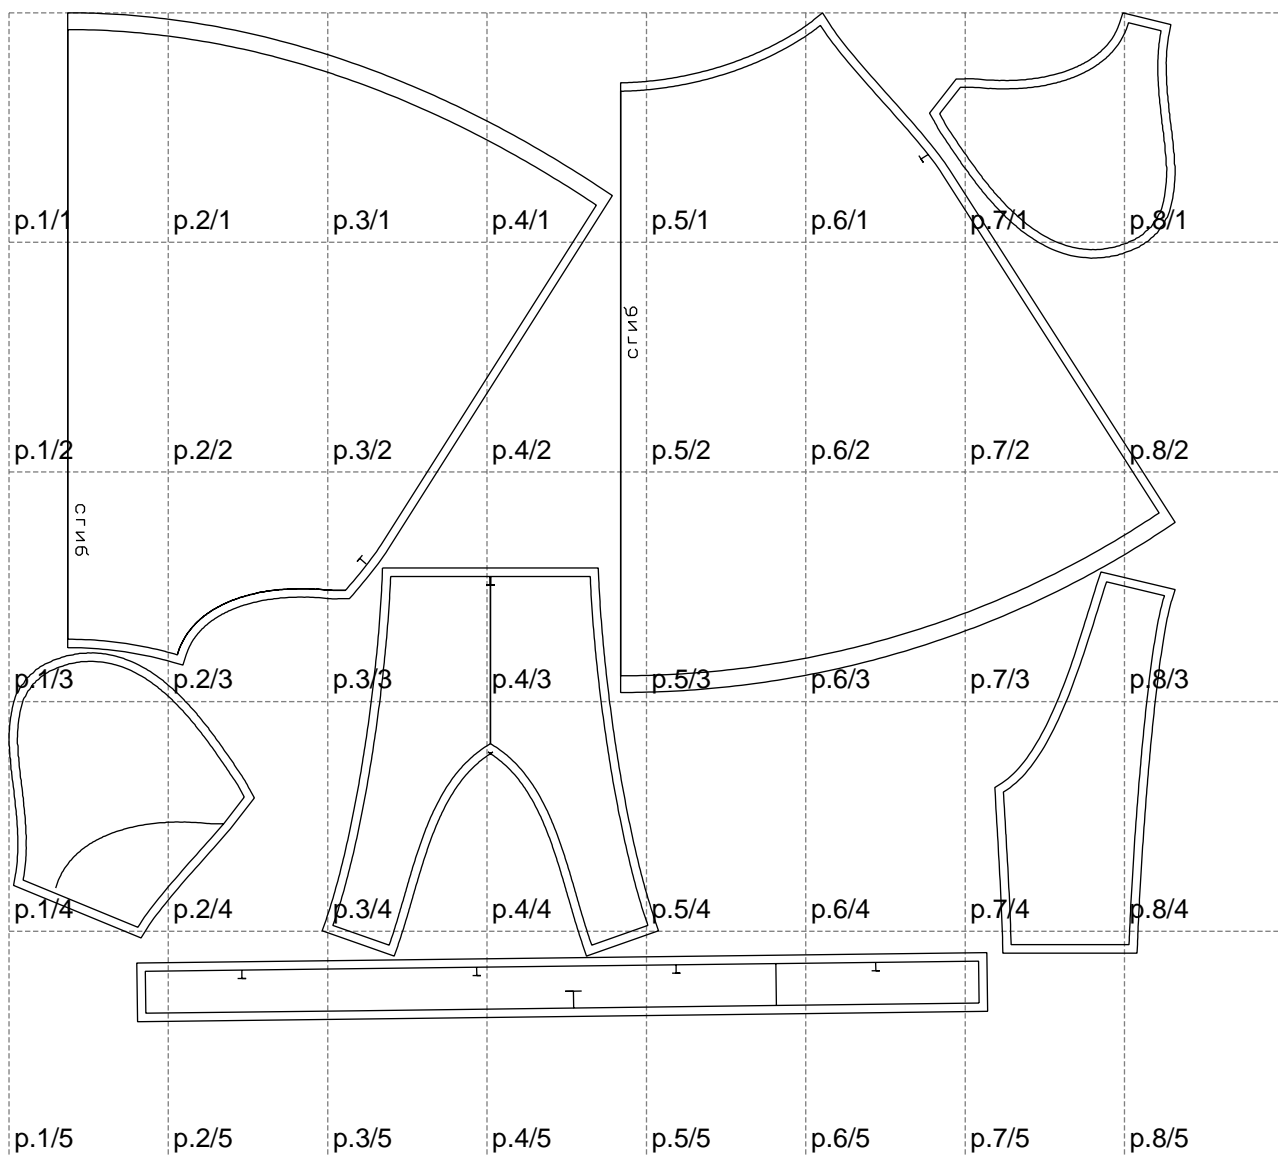 p.1/1 p.2/1 p.3/1 p.4/1 p.5/1 p.6/1 p.7/1 p.8/1
сгиб
p.1/2 p.2/2 p.3/2 p.4/2 p.5/2 p.6/2 p.7/2 p.8/2
сгиб
p.1/3 p.2/3 p.3/3 p.4/3 p.5/3 p.6/3 p.7/3 p.8/3
p.1/4 p.2/4 p.3/4 p.4/4 p.5/4 p.6/4 p.7/4 p.8/4
p.1/5 p.2/5 p.3/5 p.4/5 p.5/5 p.6/5 p.7/5 p.8/5